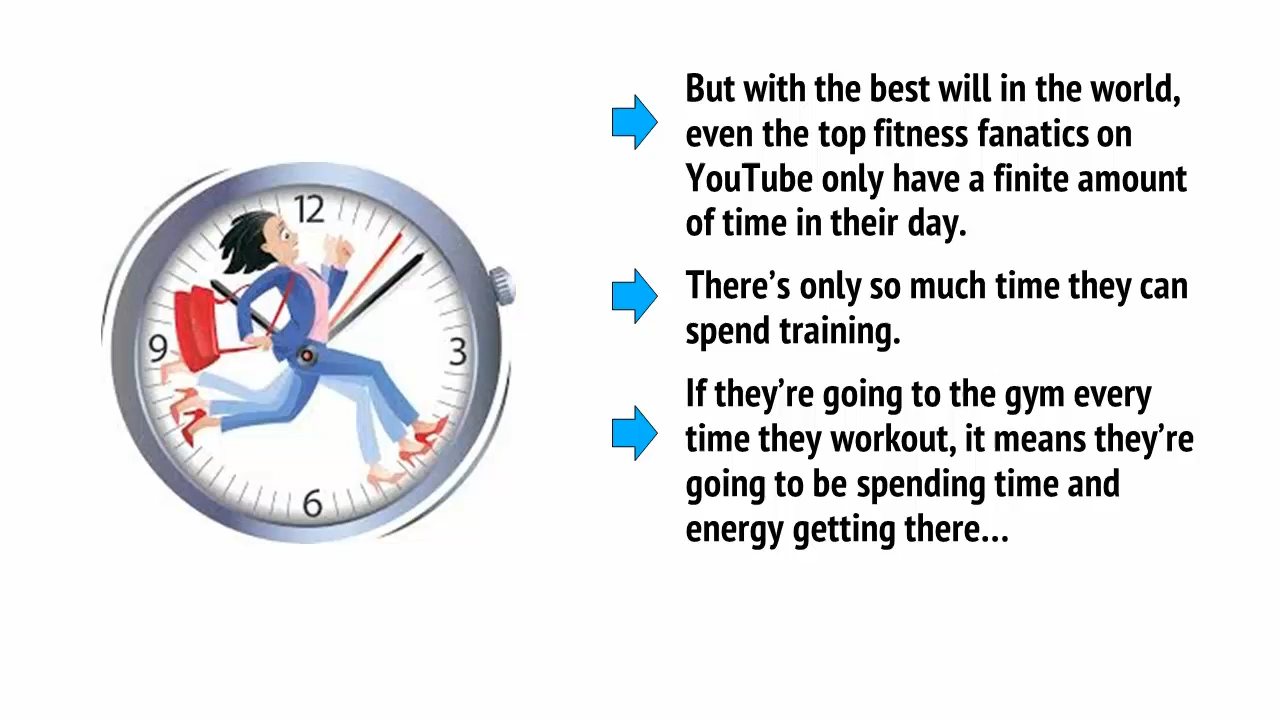 12
9
3
6
But with the best will in the world,
even the top fitness fanatics on
YouTube only have a finite amount
of time in their day.
There's only so much time they can
spend training.
If they're going to the gym every
time they workout, it means they're
going to be spending time and
energy getting there...